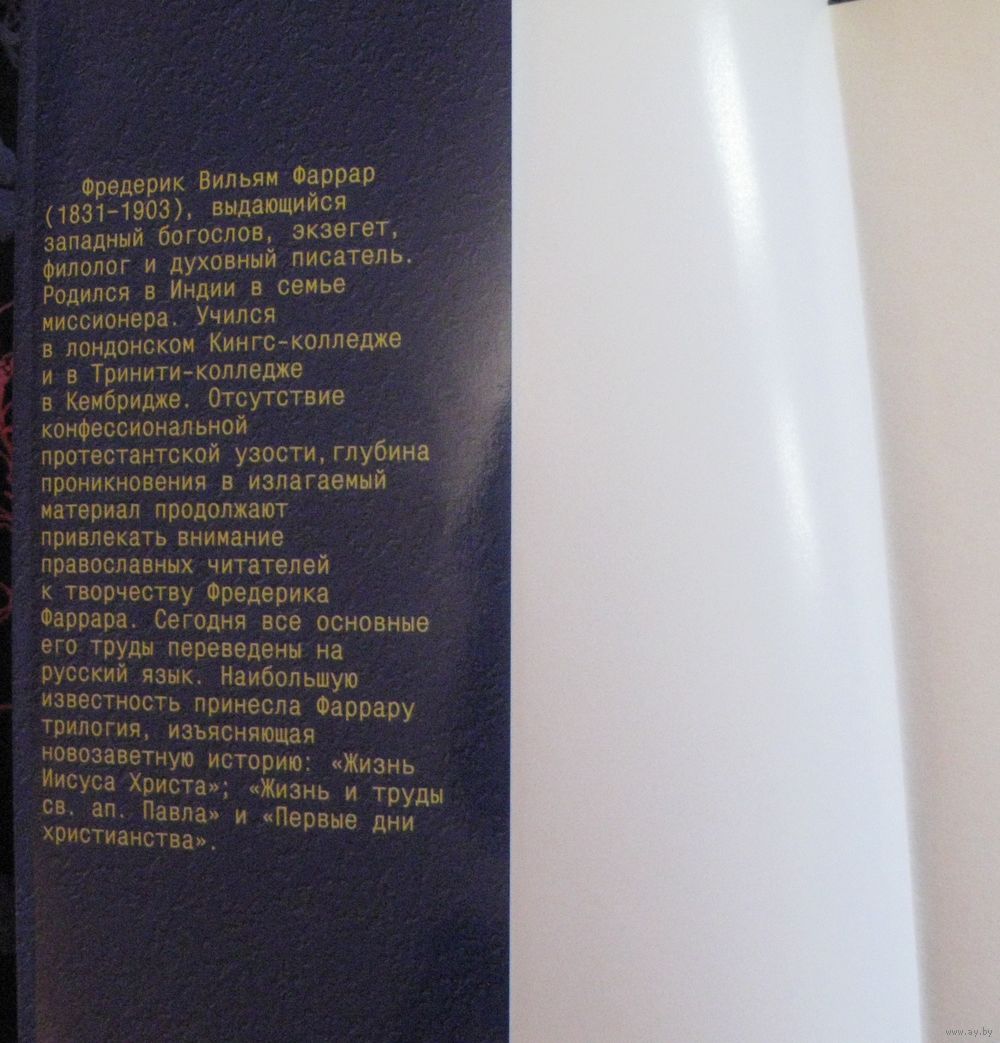 Фредерик Вильям Фаррар
(1831-1903), выдающийся
западный богослов, экзегет,
филолог и духовный писатель.
Родился в Индии в семье
миссионера. Учился
в лондонском Кингс-колледже
и в Тринити-колледже
в Кембридже. Отсутствие
конфессиональной
протестантской узости, глубина
проникновения в излагаемый
материал продолжают
привлекать внимание
православных читателей
к творчеству Фредерика
Фаррара. Сегодня все основные
его труды переведены на
русский язык. Наибольшую
известность принесла Фаррару
трилогия, изъясняющая
новозаветную историю: «Жизнь
Иисуса Христа»; «Жизнь и труды
св. ап. Павла» и «Первые дни
христианства».
www.ay.by